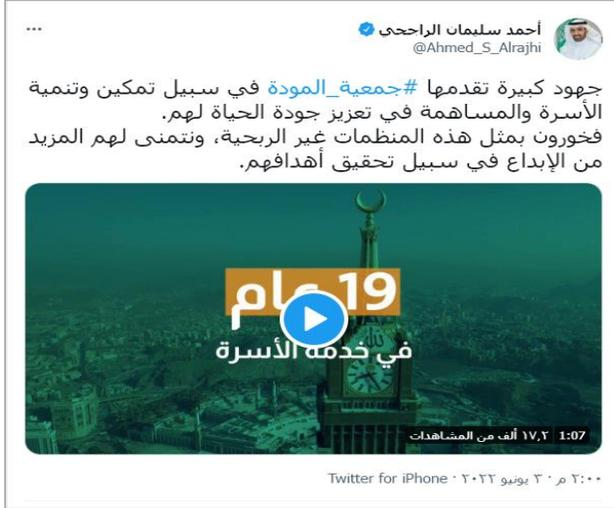 أحمد سليمان الراجحي
@Ahmed_S_Alrajhi
جهود كبيرة تقدمها #جمعية_المودة في سبيل تمكين وتنمية
الأسرة والمساهمة في تعزيز جودة الحياة لهم.
فخورون بمثل هذه المنظمات غير الربحية، ونتمنى لهم المزيد
من الإبداع في سبيل تحقيق أهدافهم.
19 عام
في خدمة الأسرة
1:07 ١٧٫٢ ألف من المشاهدات
٢:٠٠ م · ٣ يونيو ٢٠٢٢ · Twitter for iPhone